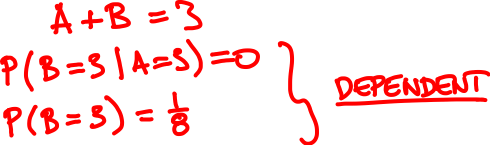 A+B=3
P(B=3|A=3)=0
P(B=3)=1/8
DEPENDENT